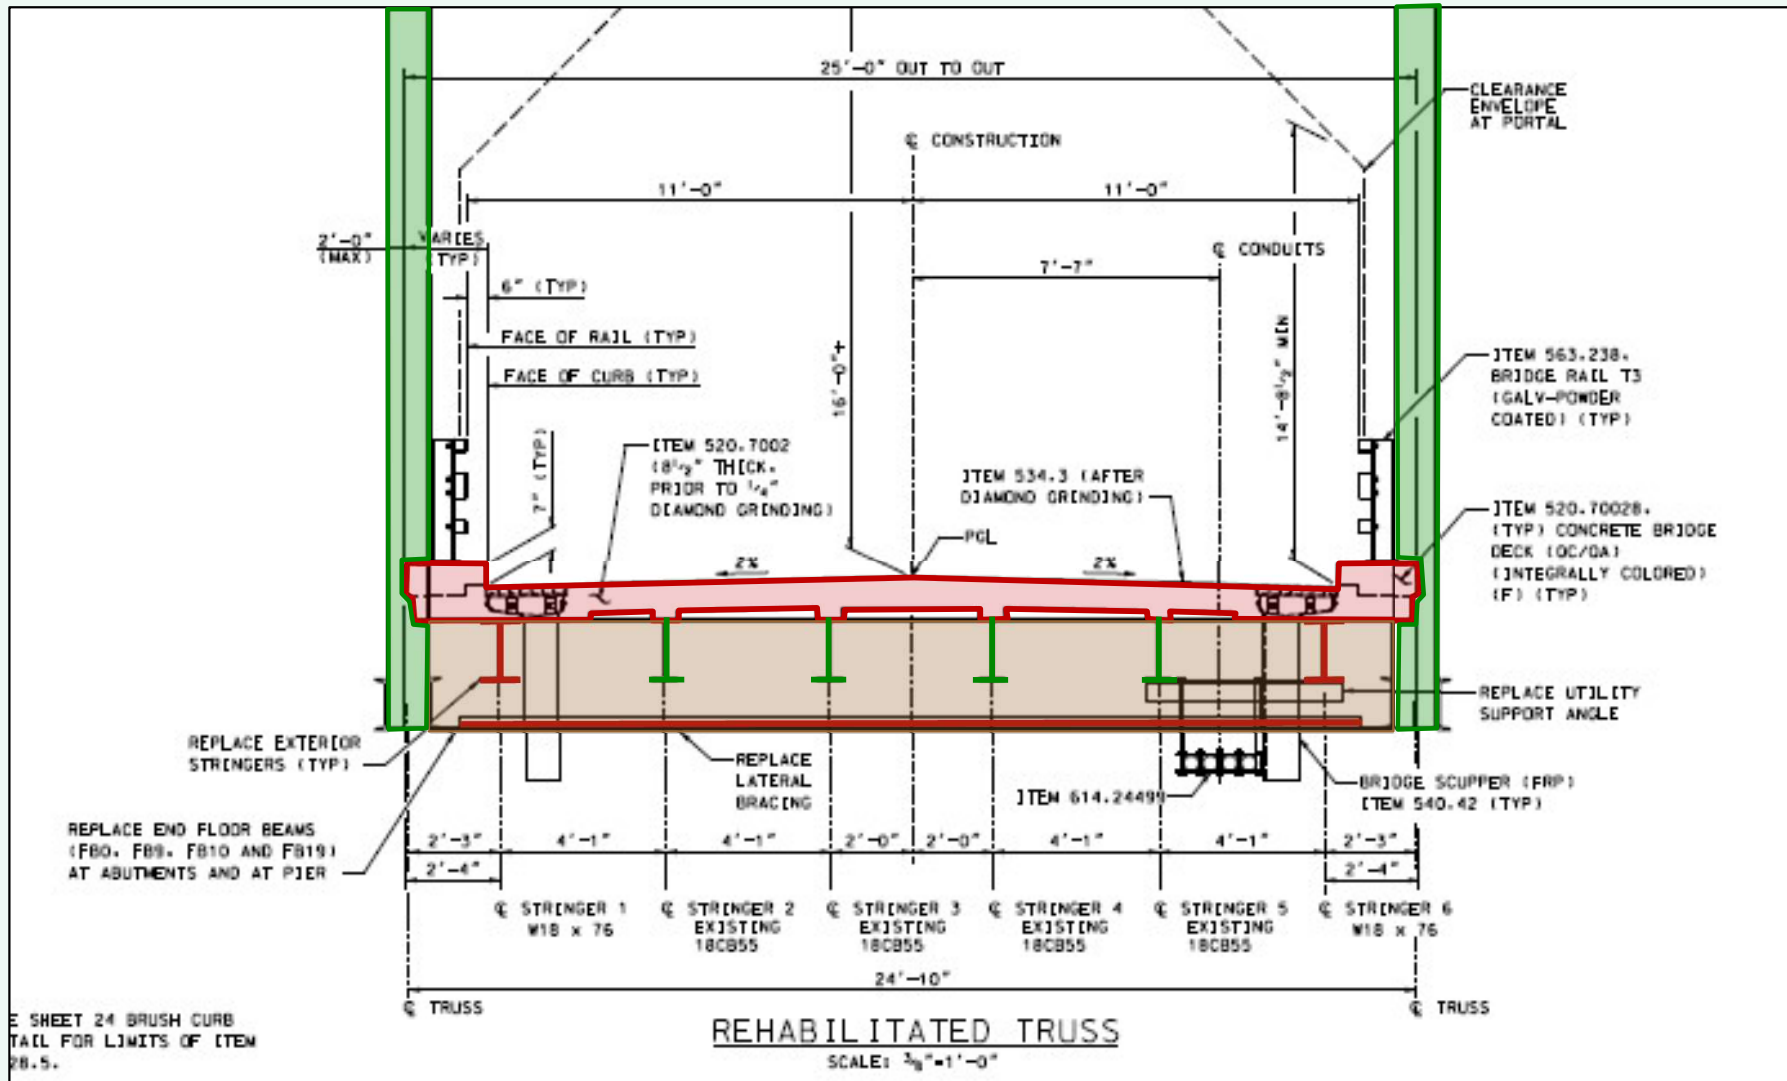 25'-0" OUT TO OUT
CLEARANCE
ENVELOPE
AT PORTAL
℄ CONSTRUCTION
11'-0"
11'-0"
2'-0"
(MAX)
VARIES
(TYP)
℄ CONDUITS
7'-7"
6" (TYP)
FACE OF RAIL (TYP)
FACE OF CURB (TYP)
16'-0"±
14'-8½" MIN
ITEM 563.238.
BRIDGE RAIL T3
(GALV-POWDER
COATED) (TYP)
7" (TYP)
ITEM 520.7002
(8½" THICK.
PRIOR TO ¼"
DIAMOND GRINDING)
ITEM 534.3 (AFTER
DIAMOND GRINDING)
PGL
2%
2%
ITEM 520.70028.
(TYP) CONCRETE BRIDGE
DECK (QC/QA)
(INTEGRALLY COLORED)
(F) (TYP)
REPLACE UTILITY
SUPPORT ANGLE
REPLACE EXTERIOR
STRINGERS (TYP)
REPLACE
LATERAL
BRACING
ITEM 614.24499
BRIDGE SCUPPER (FRP)
ITEM 540.42 (TYP)
REPLACE END FLOOR BEAMS
(FB0. FB9. FB10 AND FB19)
AT ABUTMENTS AND AT PIER
2'-3"
4'-1"
4'-1"
2'-0"
2'-0"
4'-1"
4'-1"
2'-3"
2'-4"
2'-4"
℄ STRINGER 1
W18 x 76
℄ STRINGER 2
EXISTING
18CB55
℄ STRINGER 3
EXISTING
18CB55
℄ STRINGER 4
EXISTING
18CB55
℄ STRINGER 5
EXISTING
18CB55
℄ STRINGER 6
W18 x 76
24'-10"
℄ TRUSS
℄ TRUSS
E SHEET 24 BRUSH CURB
TAIL FOR LIMITS OF ITEM
28.5.
REHABILITATED TRUSS
SCALE: ⅜"=1'-0"